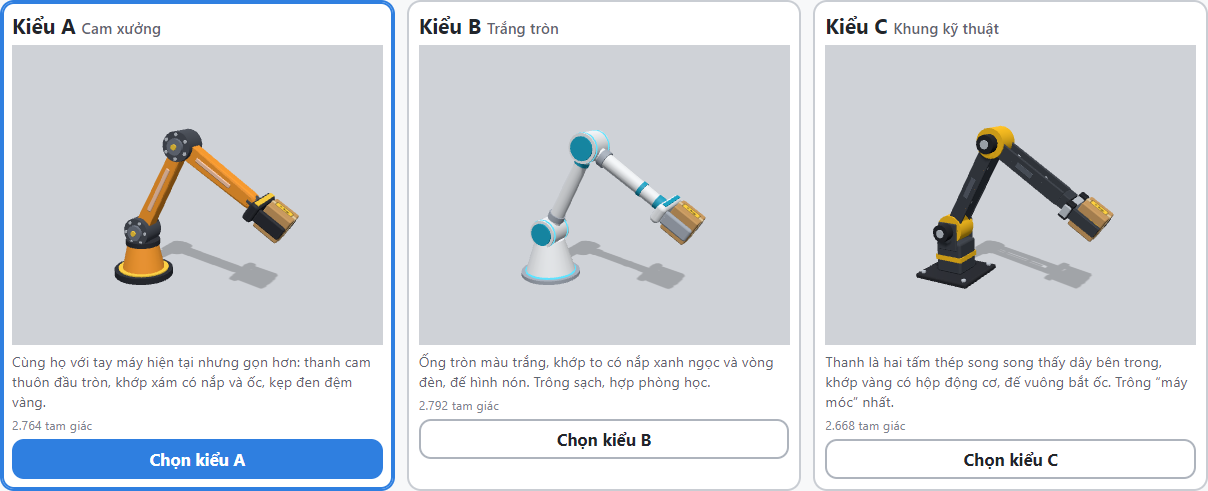 Kiểu A Cam xưởng
Cùng họ với tay máy hiện tại nhưng gọn hơn: thanh cam
thuôn đầu tròn, khớp xám có nắp và ốc, kẹp đen đệm
vàng.
2.764 tam giác
Chọn kiểu A
Kiểu B Trắng tròn
Ống tròn màu trắng, khớp to có nắp xanh ngọc và vòng
đèn, đế hình nón. Trông sạch, hợp phòng học.
2.792 tam giác
Chọn kiểu B
Kiểu C Khung kỹ thuật
Thanh là hai tấm thép song song thấy dây bên trong,
khớp vàng có hộp động cơ, đế vuông bắt ốc. Trông “máy
móc” nhất.
2.668 tam giác
Chọn kiểu C